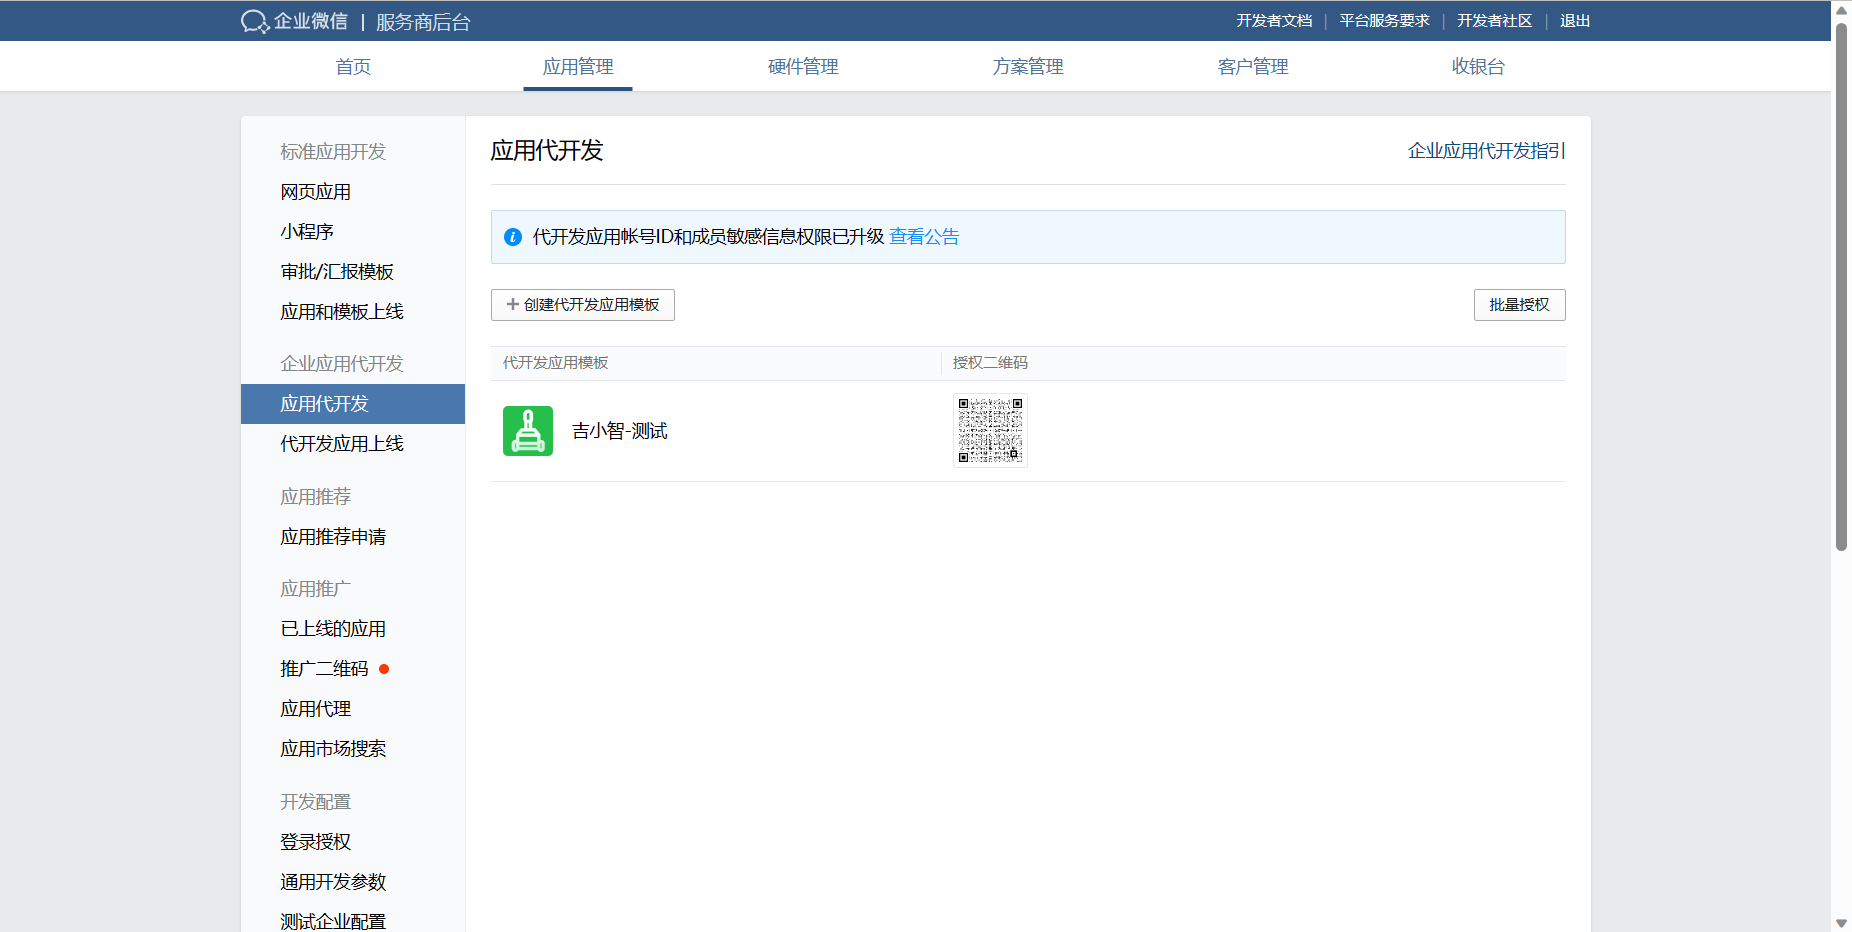 企业微信 | 服务商后台
开发者文档 | 平台服务要求 | 开发者社区 | 退出
首页 应用管理 硬件管理 方案管理 客户管理 收银台
标准应用开发
网页应用
小程序
审批/汇报模板
应用和模板上线
企业应用代开发
应用代开发
代开发应用上线
应用推荐
应用推荐申请
应用推广
已上线的应用
推广二维码
应用代理
应用市场搜索
开发配置
登录授权
通用开发参数
测试企业配置
应用代开发
企业应用代开发指引
代开发应用帐号ID和成员敏感信息权限已升级 查看公告
创建代开发应用模板
批量授权
代开发应用模板 授权二维码
吉小智-测试